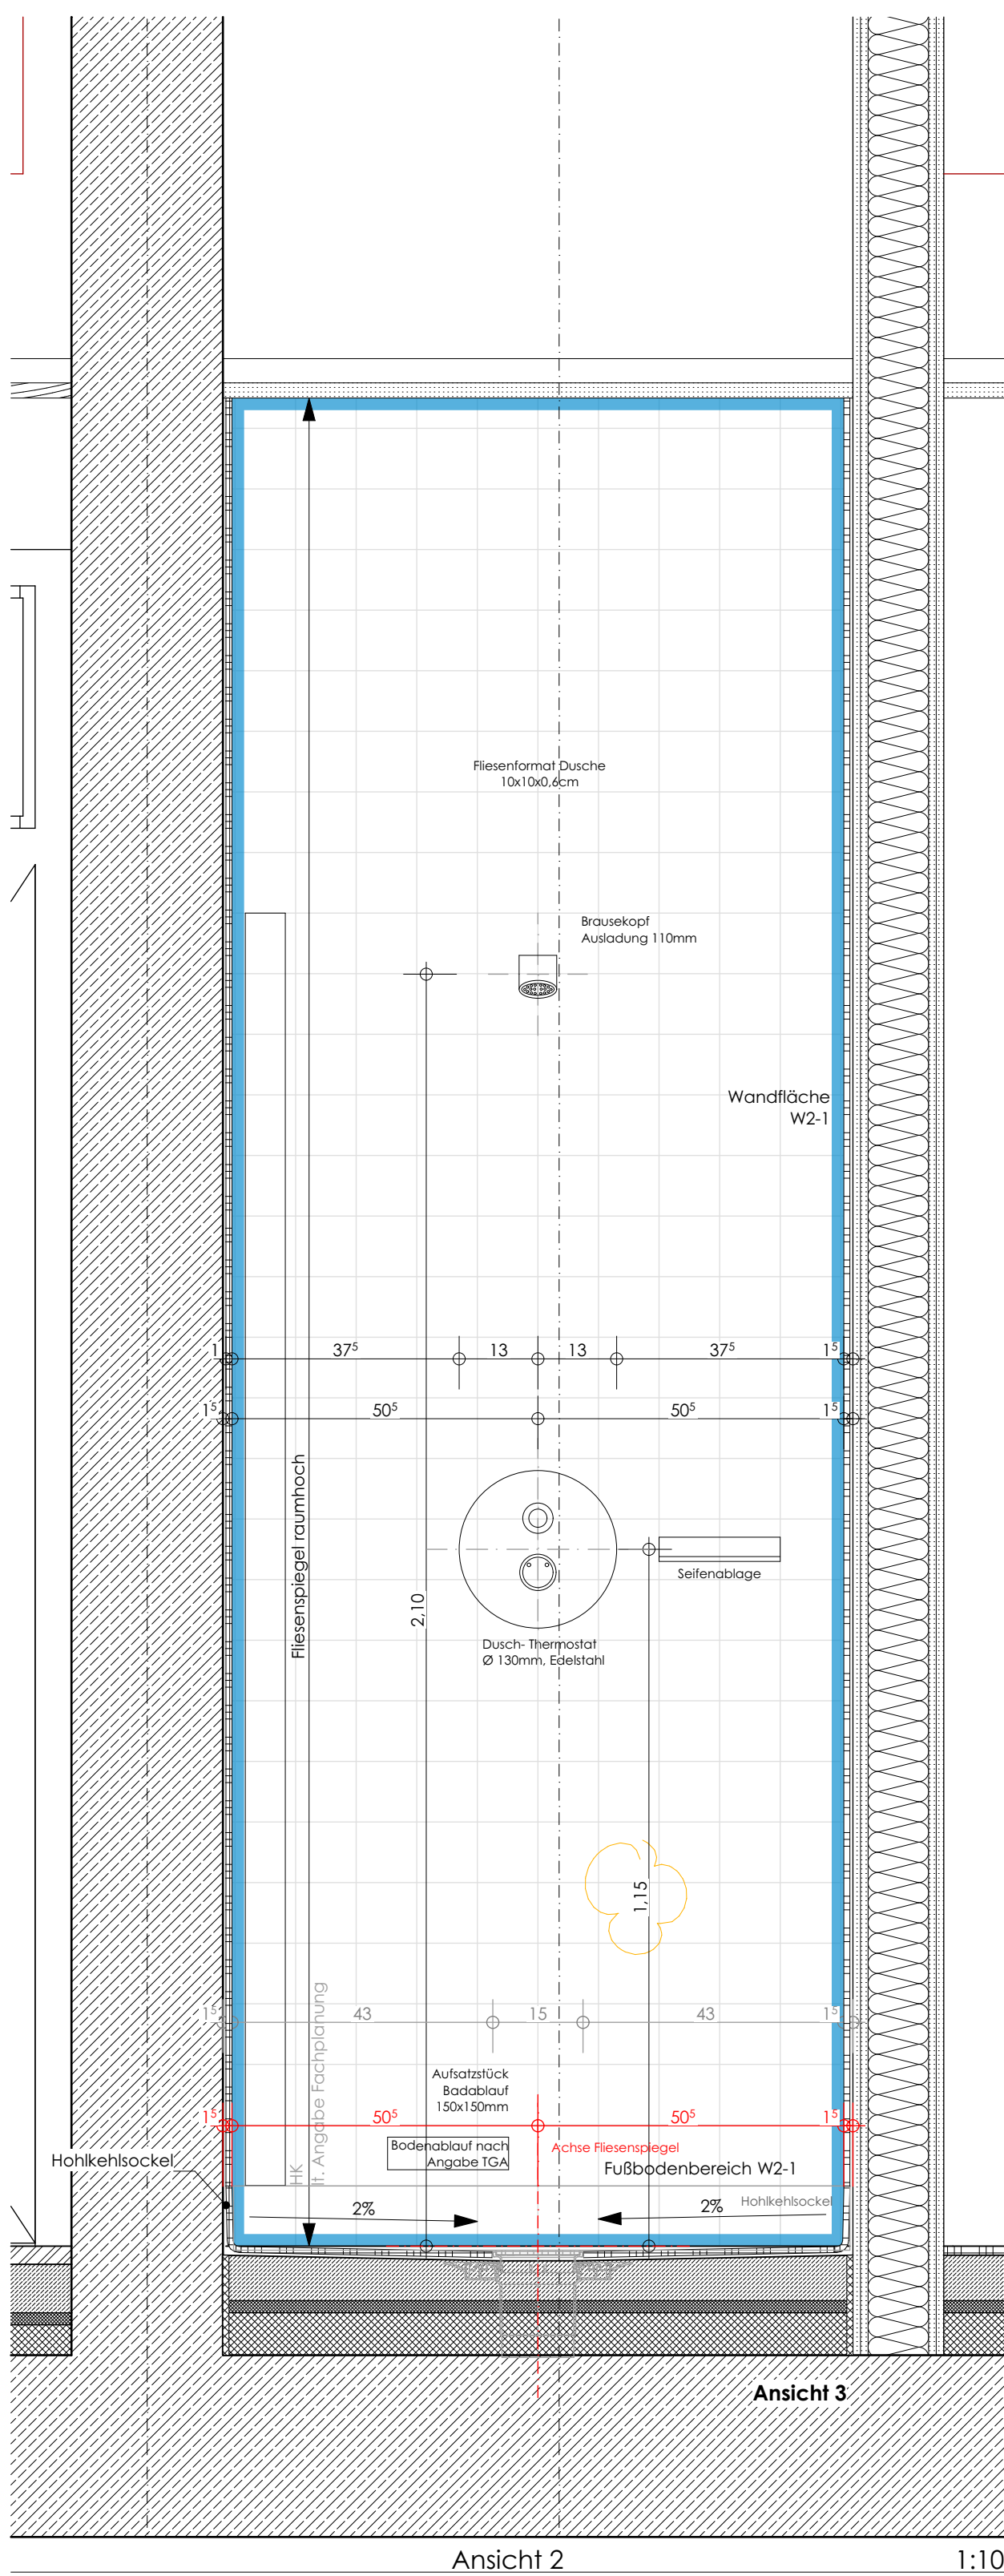 Fliesenformat Dusche
10x10x0,6cm
Brausekopf
Ausladung 110mm
Wandfläche
W2-1
1 37⁵ 13 13 37⁵ 1⁵
1⁵ 50⁵ 50⁵ 1⁵
Fliesenspiegel raumhoch
2,10
Seifenablage
Dusch- Thermostat
Ø 130mm, Edelstahl
1,15
1⁵ 43 15 43 1⁵
HK
lt. Angabe Fachplanung
Aufsatzstück
Badablauf
150x150mm
1⁵ 50⁵ 50⁵ 1⁵
Bodenablauf nach
Angabe TGA
Achse Fliesenspiegel
Hohlkehlsockel
Fußbodenbereich W2-1
2% 2%
Hohlkehlsockel
Ansicht 3
Ansicht 2 1:10